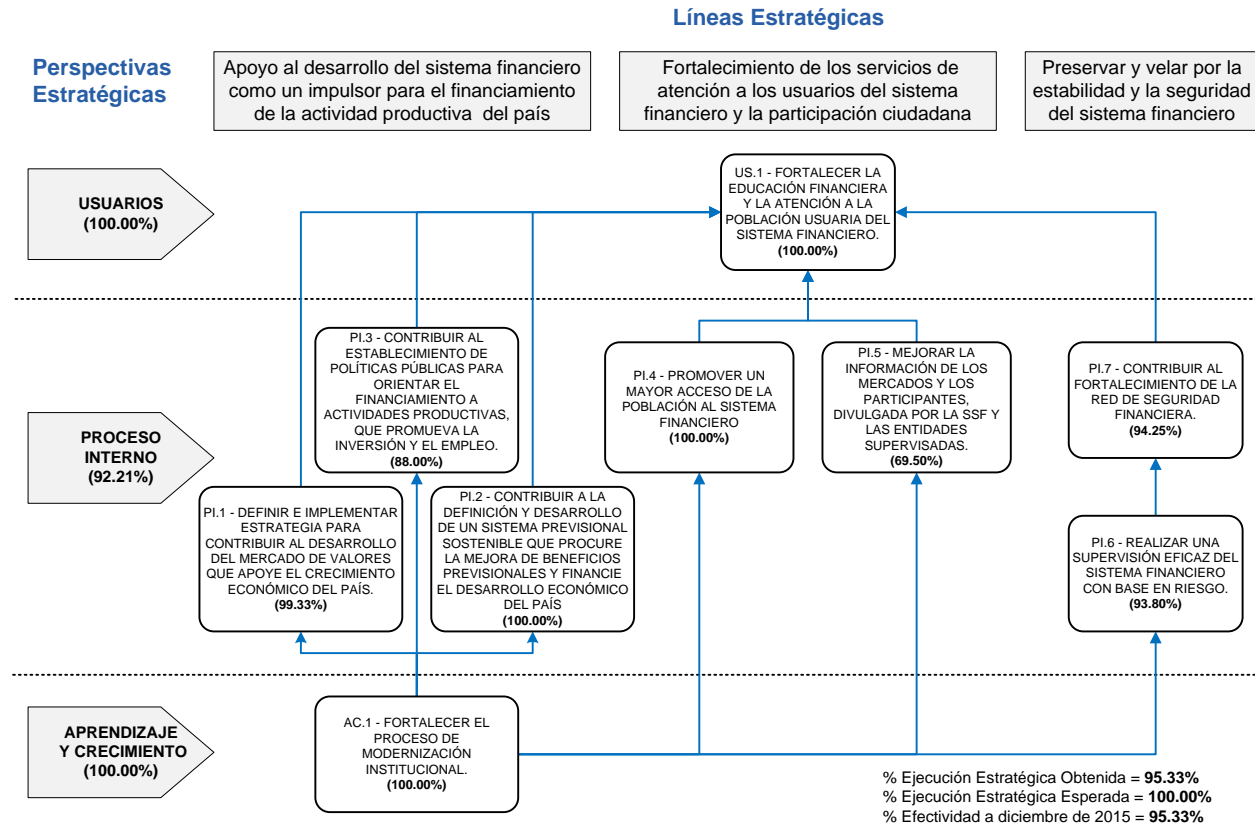 Líneas Estratégicas
Perspectivas
Estratégicas
Apoyo al desarrollo del sistema financiero
como un impulsor para el financiamiento
de la actividad productiva del país
Fortalecimiento de los servicios de
atención a los usuarios del sistema
financiero y la participación ciudadana
Preservar y velar por la
estabilidad y la seguridad
del sistema financiero
USUARIOS
(100.00%)
US.1 - FORTALECER LA
EDUCACIÓN FINANCIERA
Y LA ATENCIÓN A LA
POBLACIÓN USUARIA DEL
SISTEMA FINANCIERO.
(100.00%)
PROCESO
INTERNO
(92.21%)
PI.3 - CONTRIBUIR AL
ESTABLECIMIENTO DE
POLÍTICAS PÚBLICAS PARA
ORIENTAR EL
FINANCIAMIENTO A
ACTIVIDADES PRODUCTIVAS,
QUE PROMUEVA LA
INVERSIÓN Y EL EMPLEO.
(88.00%)
PI.4 - PROMOVER UN
MAYOR ACCESO DE LA
POBLACIÓN AL SISTEMA
FINANCIERO
(100.00%)
PI.5 - MEJORAR LA
INFORMACIÓN DE LOS
MERCADOS Y LOS
PARTICIPANTES,
DIVULGADA POR LA SSF Y
LAS ENTIDADES
SUPERVISADAS.
(69.50%)
PI.7 - CONTRIBUIR AL
FORTALECIMIENTO DE LA
RED DE SEGURIDAD
FINANCIERA.
(94.25%)
PI.1 - DEFINIR E IMPLEMENTAR
ESTRATEGIA PARA
CONTRIBUIR AL DESARROLLO
DEL MERCADO DE VALORES
QUE APOYE EL CRECIMIENTO
ECONÓMICO DEL PAÍS.
(99.33%)
PI.2 - CONTRIBUIR A LA
DEFINICIÓN Y DESARROLLO
DE UN SISTEMA PREVISIONAL
SOSTENIBLE QUE PROCURE
LA MEJORA DE BENEFICIOS
PREVISIONALES Y FINANCIE
EL DESARROLLO ECONÓMICO
DEL PAÍS
(100.00%)
PI.6 - REALIZAR UNA
SUPERVISIÓN EFICAZ DEL
SISTEMA FINANCIERO
CON BASE EN RIESGO.
(93.80%)
APRENDIZAJE
Y CRECIMIENTO
(100.00%)
AC.1 - FORTALECER EL
PROCESO DE
MODERNIZACIÓN
INSTITUCIONAL.
(100.00%)
% Ejecución Estratégica Obtenida = 95.33%
% Ejecución Estratégica Esperada = 100.00%
% Efectividad a diciembre de 2015 = 95.33%